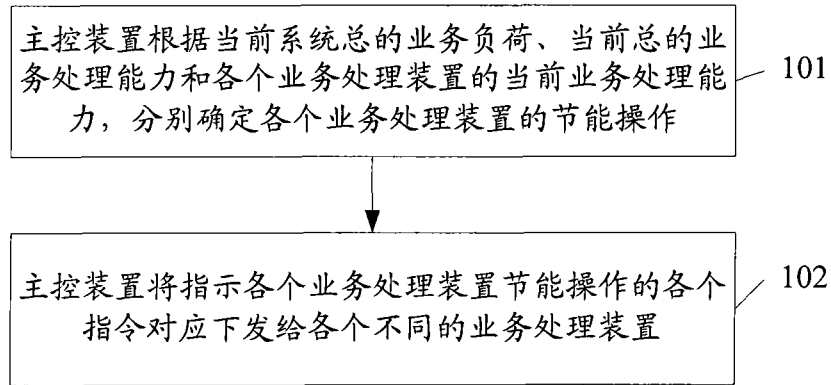 主控装置根据当前系统总的业务负荷、当前总的业
务处理能力和各个业务处理装置的当前业务处理能
力，分别确定各个业务处理装置的节能操作
101
主控装置将指示各个业务处理装置节能操作的各个
指令对应下发给各个不同的业务处理装置
102